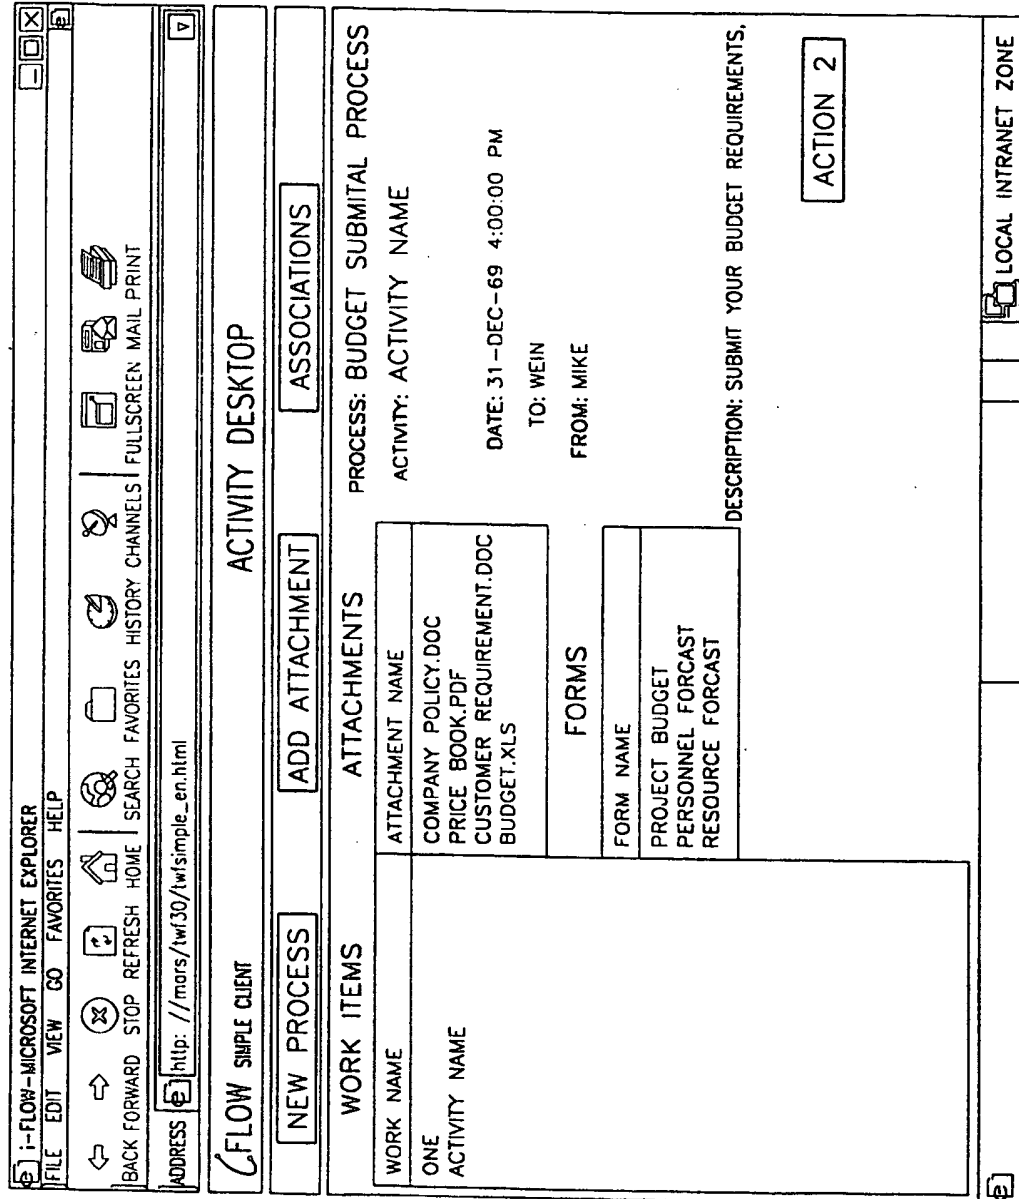 i-FLOW-MICROSOFT INTERNET EXPLORER
FILE EDIT VIEW GO FAVORITES HELP
BACK FORWARD STOP REFRESH HOME SEARCH FAVORITES HISTORY CHANNELS FULLSCREEN MAIL PRINT
ADDRESS http: //mars/twf30/twfsimple_en.html
FLOW SIMPLE CLIENT
ACTIVITY DESKTOP
NEW PROCESS
ADD ATTACHMENT
ASSOCIATIONS
WORK ITEMS
WORK NAME
ONE
ACTIVITY NAME
ATTACHMENTS
ATTACHMENT NAME
COMPANY POLICY.DOC
PRICE BOOK.PDF
CUSTOMER REQUIREMENT.DOC
BUDGET.XLS
FORMS
FORM NAME
PROJECT BUDGET
PERSONNEL FORCAST
RESOURCE FORCAST
PROCESS: BUDGET SUBMITAL PROCESS
ACTIVITY: ACTIVITY NAME
DATE: 31-DEC-69 4:00:00 PM
TO: WEIN
FROM: MIKE
DESCRIPTION: SUBMIT YOUR BUDGET REQUIREMENTS,
ACTION 2
LOCAL INTRANET ZONE